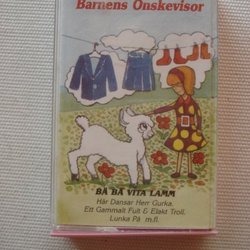 Barnens Önskevisor
BÄ BÄ VITA LAMM
Här Dansar Herr Gurka.
Ett Gammalt Fult & Elakt Troll.
Lunka På m.fl.